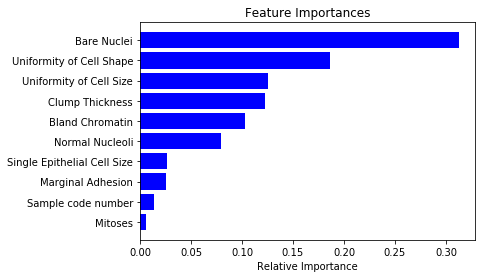 Feature Importances
Bare Nuclei
Uniformity of Cell Shape
Uniformity of Cell Size
Clump Thickness
Bland Chromatin
Normal Nucleoli
Single Epithelial Cell Size
Marginal Adhesion
Sample code number
Mitoses
0.00 0.05 0.10 0.15 0.20 0.25 0.30
Relative Importance